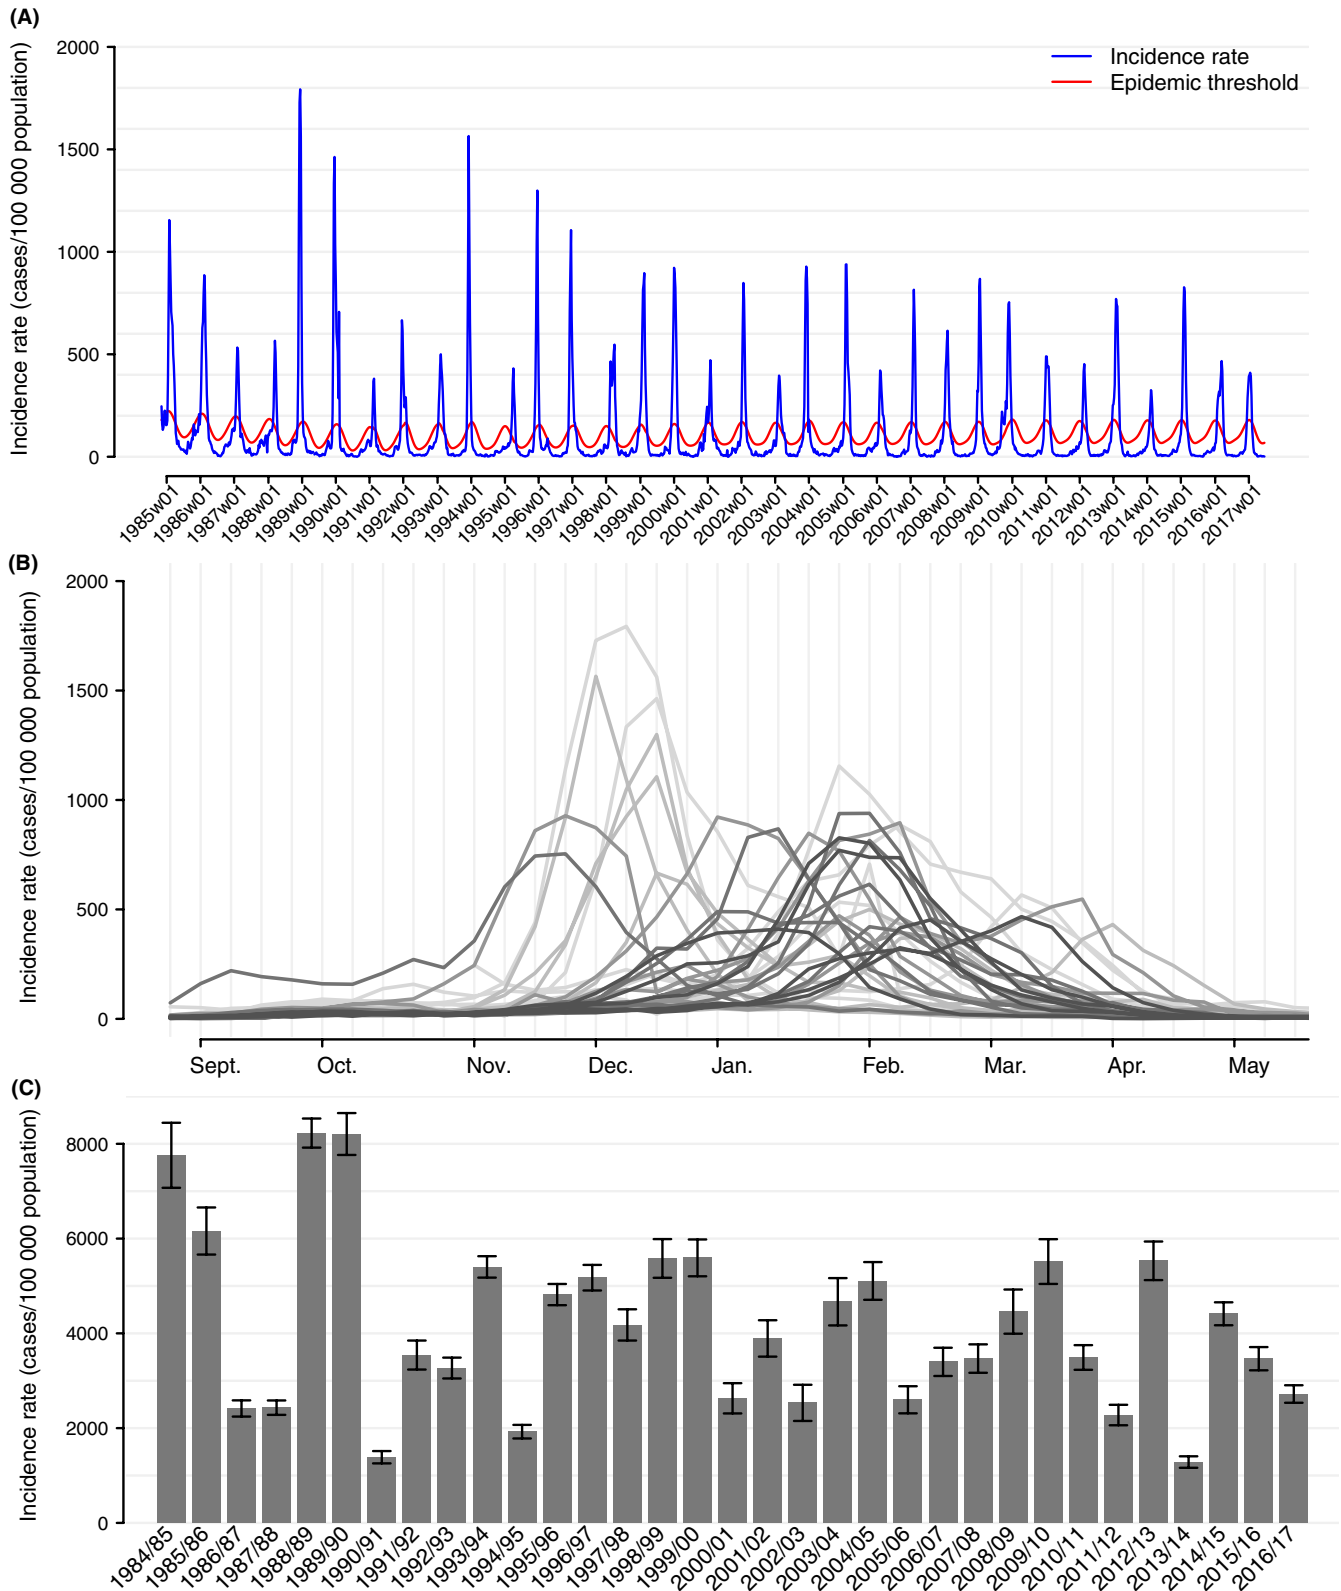 (A)
Incidence rate (cases/100 000 population)
2000
1500
1000
500
0
Incidence rate
Epidemic threshold
1985w01
1986w01
1987w01
1988w01
1989w01
1990w01
1991w01
1992w01
1993w01
1994w01
1995w01
1996w01
1997w01
1998w01
1999w01
2000w01
2001w01
2002w01
2003w01
2004w01
2005w01
2006w01
2007w01
2008w01
2009w01
2010w01
2011w01
2012w01
2013w01
2014w01
2015w01
2016w01
2017w01
(B)
Incidence rate (cases/100 000 population)
2000
1500
1000
500
0
Sept.
Oct.
Nov.
Dec.
Jan.
Feb.
Mar.
Apr.
May
(C)
Incidence rate (cases/100 000 population)
8000
6000
4000
2000
0
1984/85
1985/86
1986/87
1987/88
1988/89
1989/90
1990/91
1991/92
1992/93
1993/94
1994/95
1995/96
1996/97
1997/98
1998/99
1999/00
2000/01
2001/02
2002/03
2003/04
2004/05
2005/06
2006/07
2007/08
2008/09
2009/10
2010/11
2011/12
2012/13
2013/14
2014/15
2015/16
2016/17